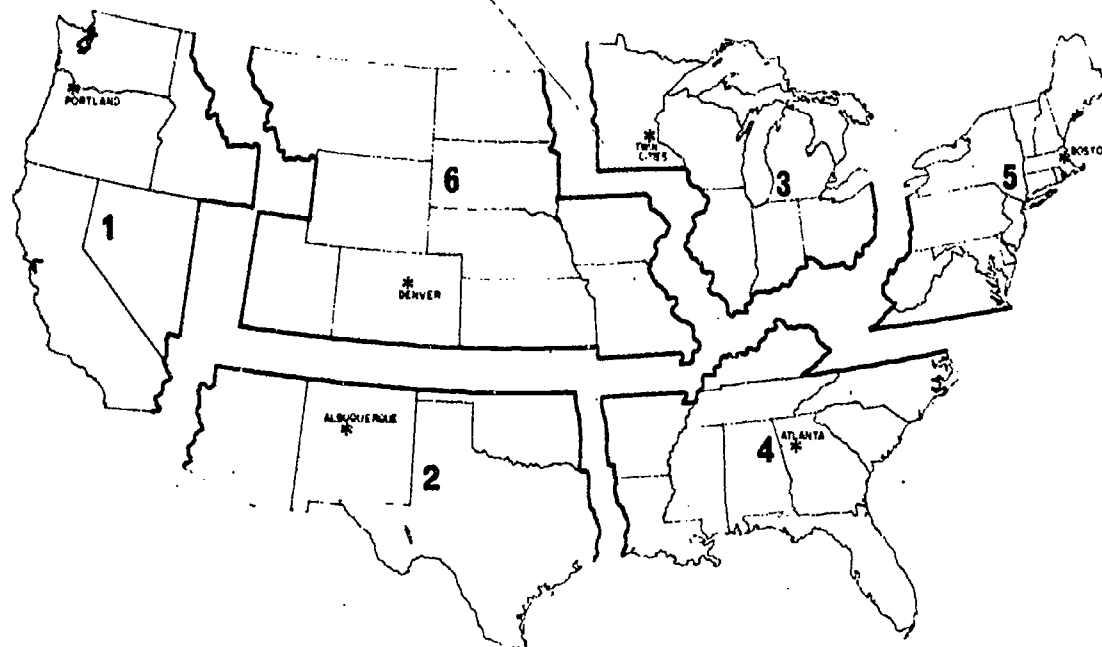 PORTLAND
TWIN
CITIES
BOSTON
6
3
5
1
DENVER
ALBUQUERQUE
ATLANTA
4
2